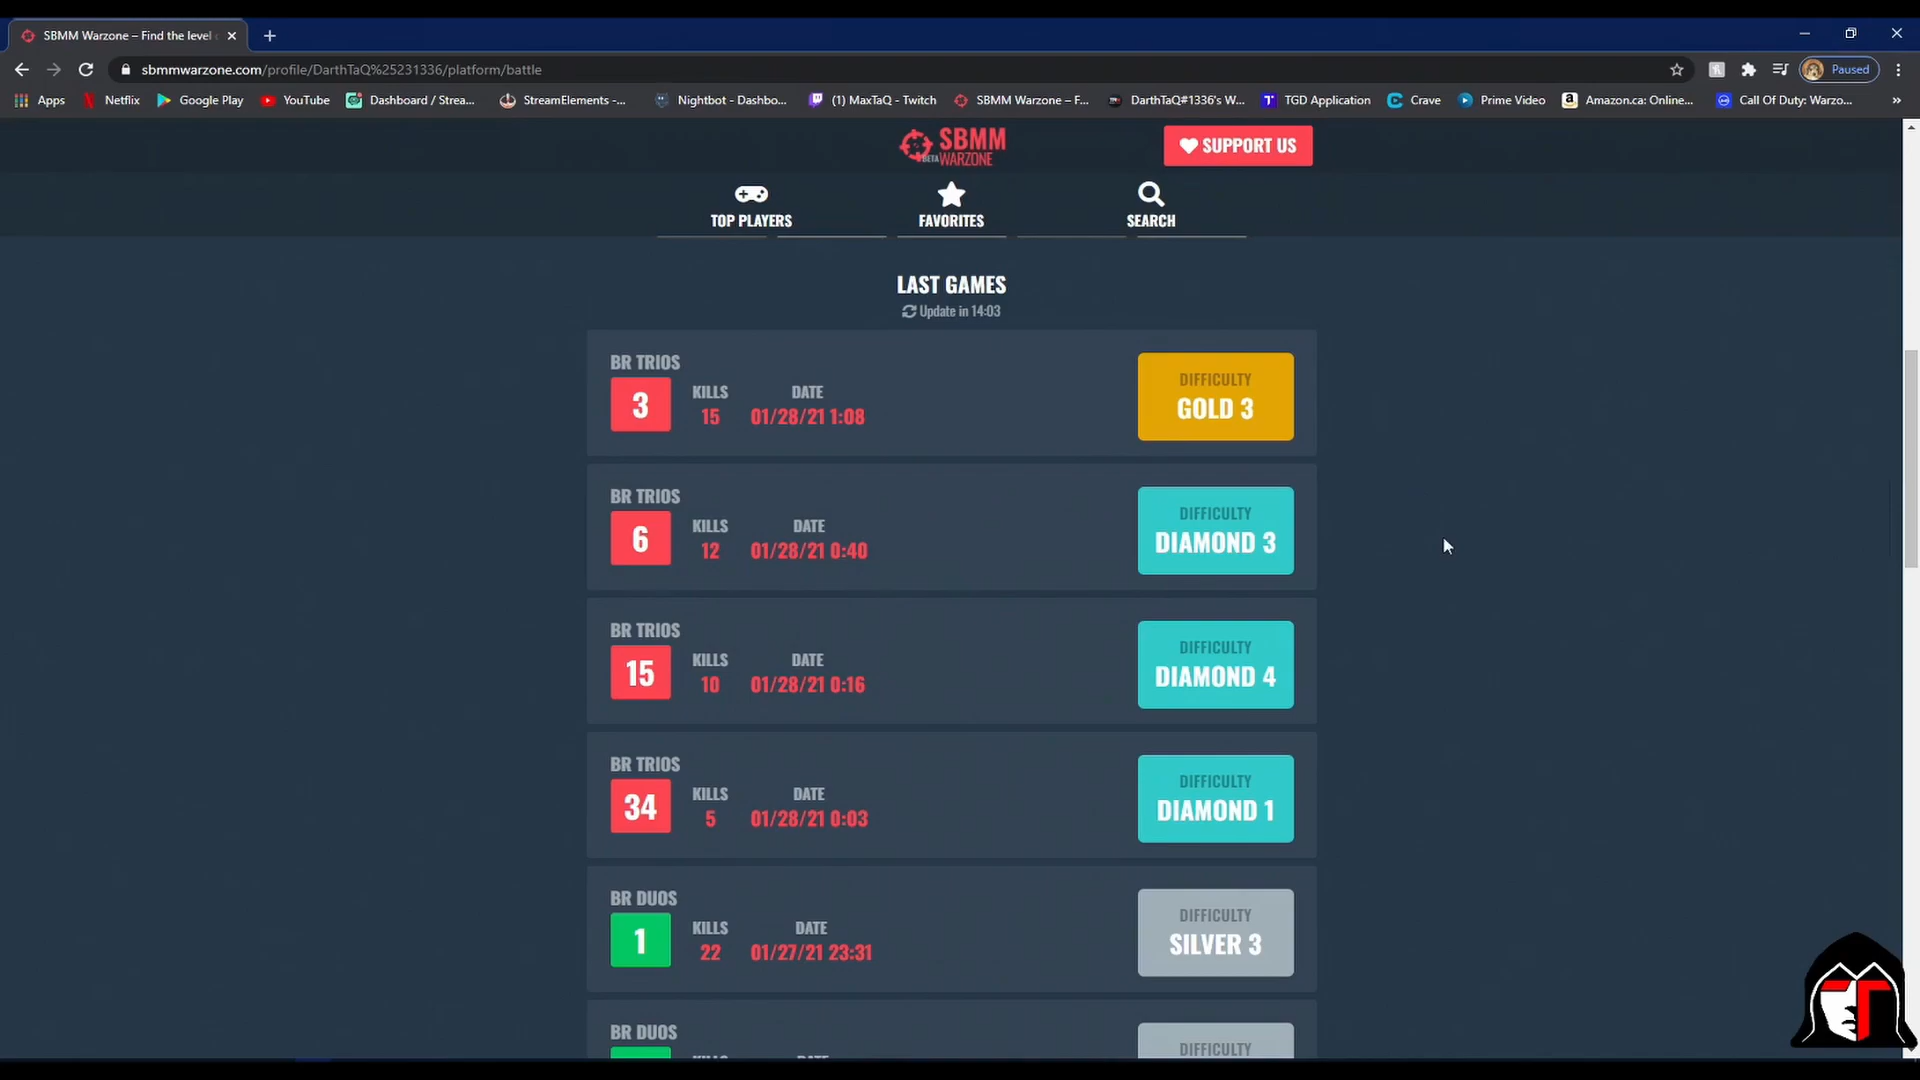 SBMM Warzone – Find the level
sbmmwarzone.com/profile/DarthTaQ%25231336/platform/battle
Paused
Apps Netflix Google Play YouTube Dashboard / Strea... StreamElements -... Nightbot - Dashbo... (1) MaxTaQ - Twitch SBMM Warzone – F... DarthTaQ#1336's W... TGD Application Crave Prime Video Amazon.ca: Online... Call Of Duty: Warzo... »
SBMM
BETA WARZONE
SUPPORT US
TOP PLAYERS FAVORITES SEARCH
LAST GAMES
Update in 14:03
BR TRIOS
3
KILLS DATE
15 01/28/21 1:08
DIFFICULTY
GOLD 3
BR TRIOS
6
KILLS DATE
12 01/28/21 0:40
DIFFICULTY
DIAMOND 3
BR TRIOS
15
KILLS DATE
10 01/28/21 0:16
DIFFICULTY
DIAMOND 4
BR TRIOS
34
KILLS DATE
5 01/28/21 0:03
DIFFICULTY
DIAMOND 1
BR DUOS
1
KILLS DATE
22 01/27/21 23:31
DIFFICULTY
SILVER 3
BR DUOS
KILLS DATE
DIFFICULTY